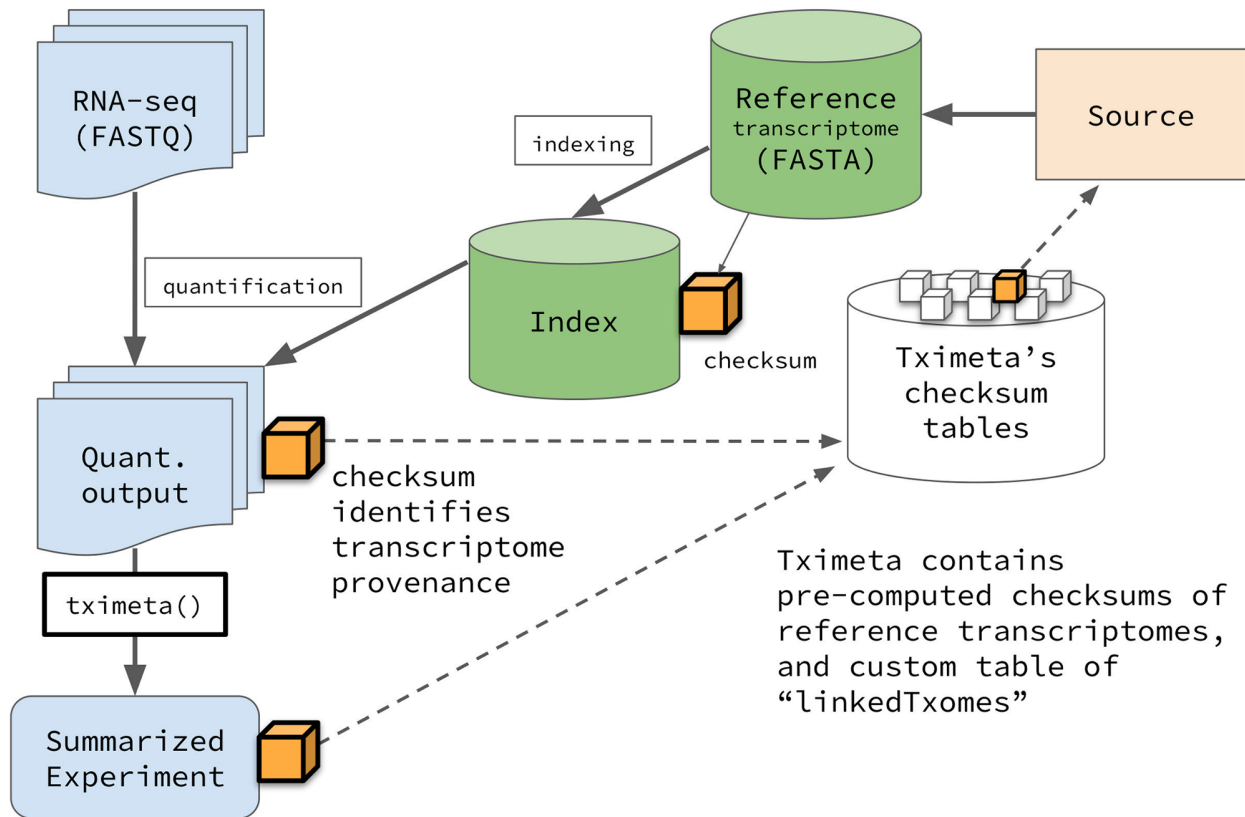 RNA-seq
(FASTQ)
indexing
Reference
transcriptome
(FASTA)
Source
quantification
Index
checksum
Tximeta’s
checksum
tables
Quant.
output
checksum
identifies
transcriptome
provenance
tximeta()
Tximeta contains
pre-computed checksums of
reference transcriptomes,
and custom table of
“linkedTxomes”
Summarized
Experiment